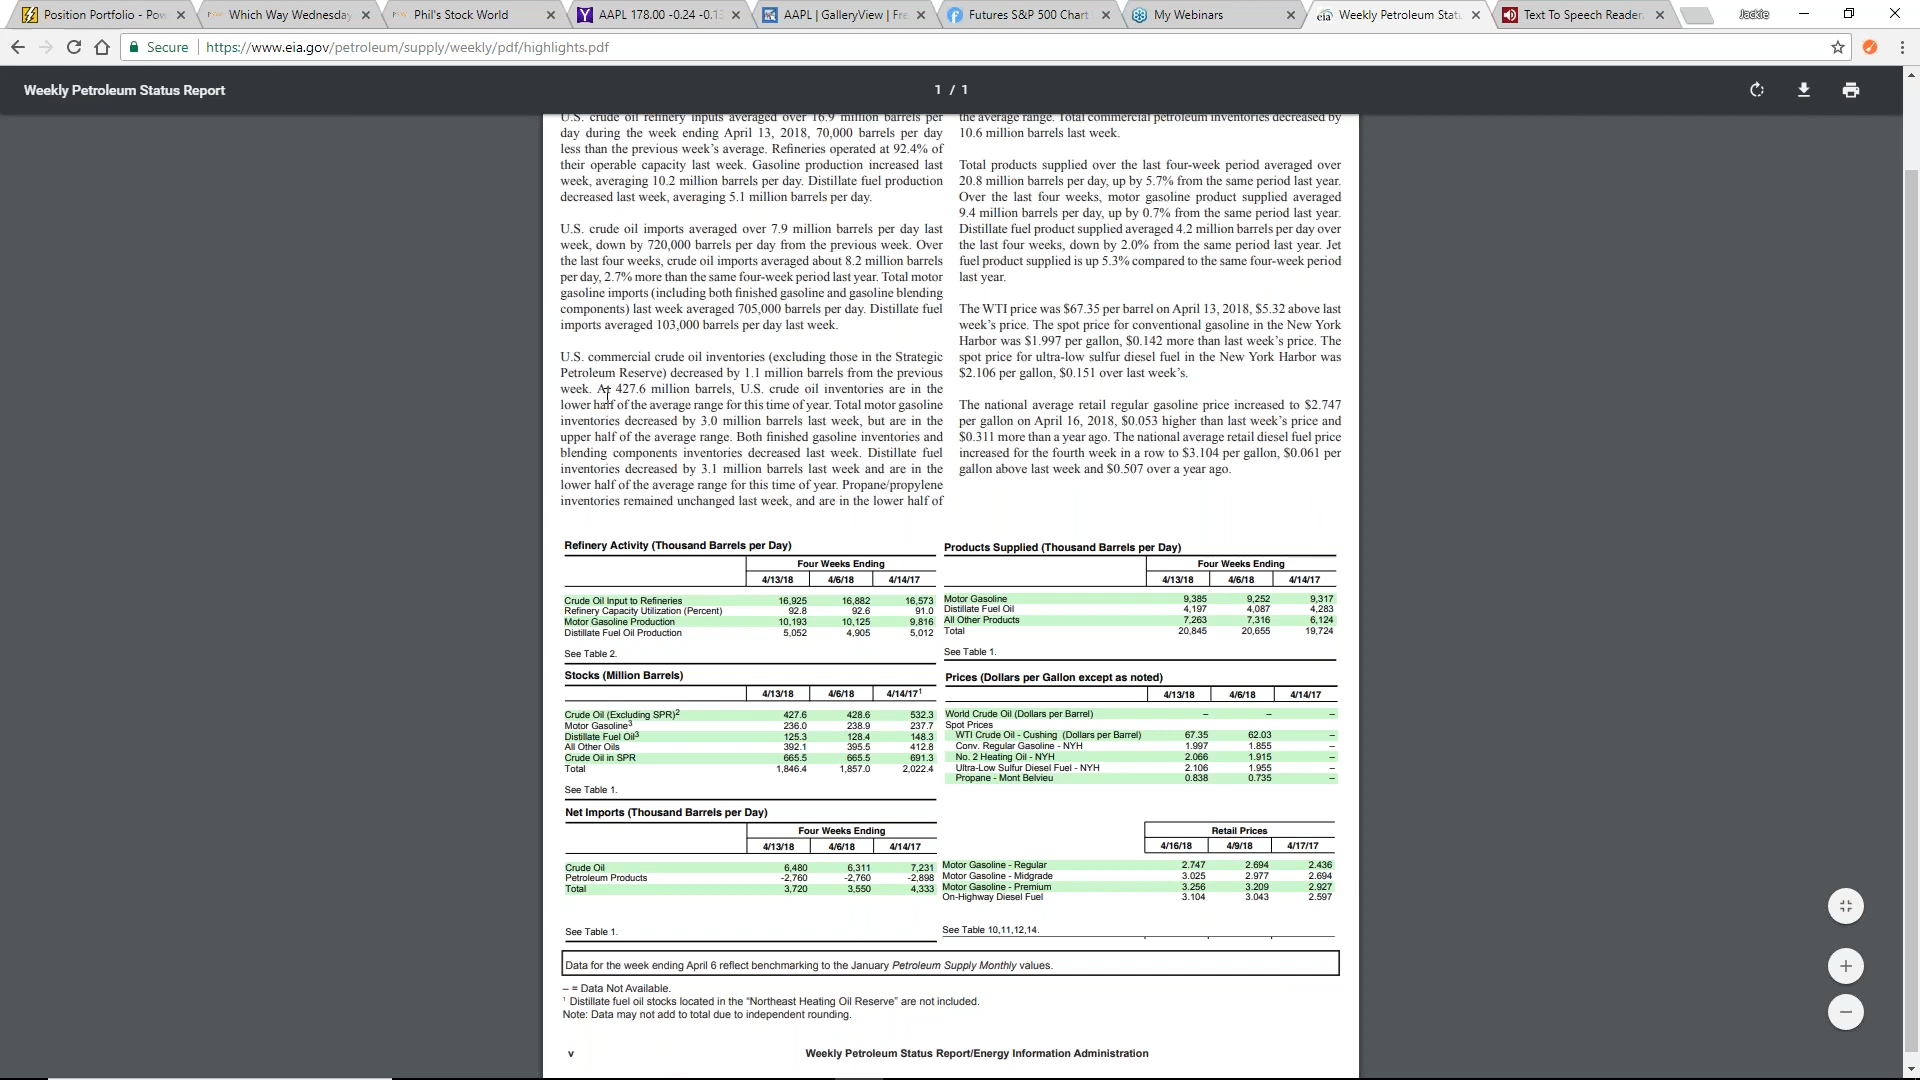 Position Portfolio - Pow
Which Way Wednesday
Phil's Stock World
AAPL 178.00 -0.24 -0.13
AAPL | GalleryView | Fre
Futures S&P 500 Chart
My Webinars
Weekly Petroleum Statu
Text To Speech Reader
Jackie
Secure
https://www.eia.gov/petroleum/supply/weekly/pdf/highlights.pdf
Weekly Petroleum Status Report
1 / 1
U.S. crude oil refinery inputs averaged over 16.9 million barrels per
day during the week ending April 13, 2018, 70,000 barrels per day
less than the previous week's average. Refineries operated at 92.4% of
their operable capacity last week. Gasoline production increased last
week, averaging 10.2 million barrels per day. Distillate fuel production
decreased last week, averaging 5.1 million barrels per day.
U.S. crude oil imports averaged over 7.9 million barrels per day last
week, down by 720,000 barrels per day from the previous week. Over
the last four weeks, crude oil imports averaged about 8.2 million barrels
per day, 2.7% more than the same four-week period last year. Total motor
gasoline imports (including both finished gasoline and gasoline blending
components) last week averaged 705,000 barrels per day. Distillate fuel
imports averaged 103,000 barrels per day last week.
U.S. commercial crude oil inventories (excluding those in the Strategic
Petroleum Reserve) decreased by 1.1 million barrels from the previous
week. At 427.6 million barrels, U.S. crude oil inventories are in the
lower half of the average range for this time of year. Total motor gasoline
inventories decreased by 3.0 million barrels last week, but are in the
upper half of the average range. Both finished gasoline inventories and
blending components inventories decreased last week. Distillate fuel
inventories decreased by 3.1 million barrels last week and are in the
lower half of the average range for this time of year. Propane/propylene
inventories remained unchanged last week, and are in the lower half of
the average range. Total commercial petroleum inventories decreased by
10.6 million barrels last week.
Total products supplied over the last four-week period averaged over
20.8 million barrels per day, up by 5.7% from the same period last year.
Over the last four weeks, motor gasoline product supplied averaged
9.4 million barrels per day, up by 0.7% from the same period last year.
Distillate fuel product supplied averaged 4.2 million barrels per day over
the last four weeks, down by 2.0% from the same period last year. Jet
fuel product supplied is up 5.3% compared to the same four-week period
last year.
The WTI price was $67.35 per barrel on April 13, 2018, $5.32 above last
week's price. The spot price for conventional gasoline in the New York
Harbor was $1.997 per gallon, $0.142 more than last week's price. The
spot price for ultra-low sulfur diesel fuel in the New York Harbor was
$2.106 per gallon, $0.151 over last week's.
The national average retail regular gasoline price increased to $2.747
per gallon on April 16, 2018, $0.053 higher than last week's price and
$0.311 more than a year ago. The national average retail diesel fuel price
increased for the fourth week in a row to $3.104 per gallon, $0.061 per
gallon above last week and $0.507 over a year ago.
Refinery Activity (Thousand Barrels per Day)
Four Weeks Ending
4/13/18 4/6/18 4/14/17
Crude Oil Input to Refineries 16,925 16,882 16,573
Refinery Capacity Utilization (Percent) 92.8 92.6 91.0
Motor Gasoline Production 10,193 10,125 9,816
Distillate Fuel Oil Production 5,052 4,905 5,012
See Table 2.
Stocks (Million Barrels)
4/13/18 4/6/18 4/14/17¹
Crude Oil (Excluding SPR)² 427.6 428.6 532.3
Motor Gasoline³ 236.0 238.9 237.7
Distillate Fuel Oil³ 125.3 128.4 148.3
All Other Oils 392.1 395.5 412.8
Crude Oil in SPR 665.5 665.5 691.3
Total 1,846.4 1,857.0 2,022.4
See Table 1.
Net Imports (Thousand Barrels per Day)
Four Weeks Ending
4/13/18 4/6/18 4/14/17
Crude Oil 6,480 6,311 7,231
Petroleum Products -2,760 -2,760 -2,898
Total 3,720 3,550 4,333
See Table 1.
Products Supplied (Thousand Barrels per Day)
Four Weeks Ending
4/13/18 4/6/18 4/14/17
Motor Gasoline 9,385 9,252 9,317
Distillate Fuel Oil 4,197 4,087 4,283
All Other Products 7,263 7,316 6,124
Total 20,845 20,655 19,724
See Table 1.
Prices (Dollars per Gallon except as noted)
4/13/18 4/6/18 4/14/17
World Crude Oil (Dollars per Barrel) – – –
Spot Prices
WTI Crude Oil - Cushing (Dollars per Barrel) 67.35 62.03 –
Conv. Regular Gasoline - NYH 1.997 1.855 –
No. 2 Heating Oil - NYH 2.066 1.915 –
Ultra-Low Sulfur Diesel Fuel - NYH 2.106 1.955 –
Propane - Mont Belvieu 0.838 0.735 –
Retail Prices
4/16/18 4/9/18 4/17/17
Motor Gasoline - Regular 2.747 2.694 2.436
Motor Gasoline - Midgrade 3.025 2.977 2.694
Motor Gasoline - Premium 3.256 3.209 2.927
On-Highway Diesel Fuel 3.104 3.043 2.597
See Table 10,11,12,14.
Data for the week ending April 6 reflect benchmarking to the January Petroleum Supply Monthly values.
– = Data Not Available.
¹ Distillate fuel oil stocks located in the "Northeast Heating Oil Reserve" are not included.
Note: Data may not add to total due to independent rounding.
v
Weekly Petroleum Status Report/Energy Information Administration